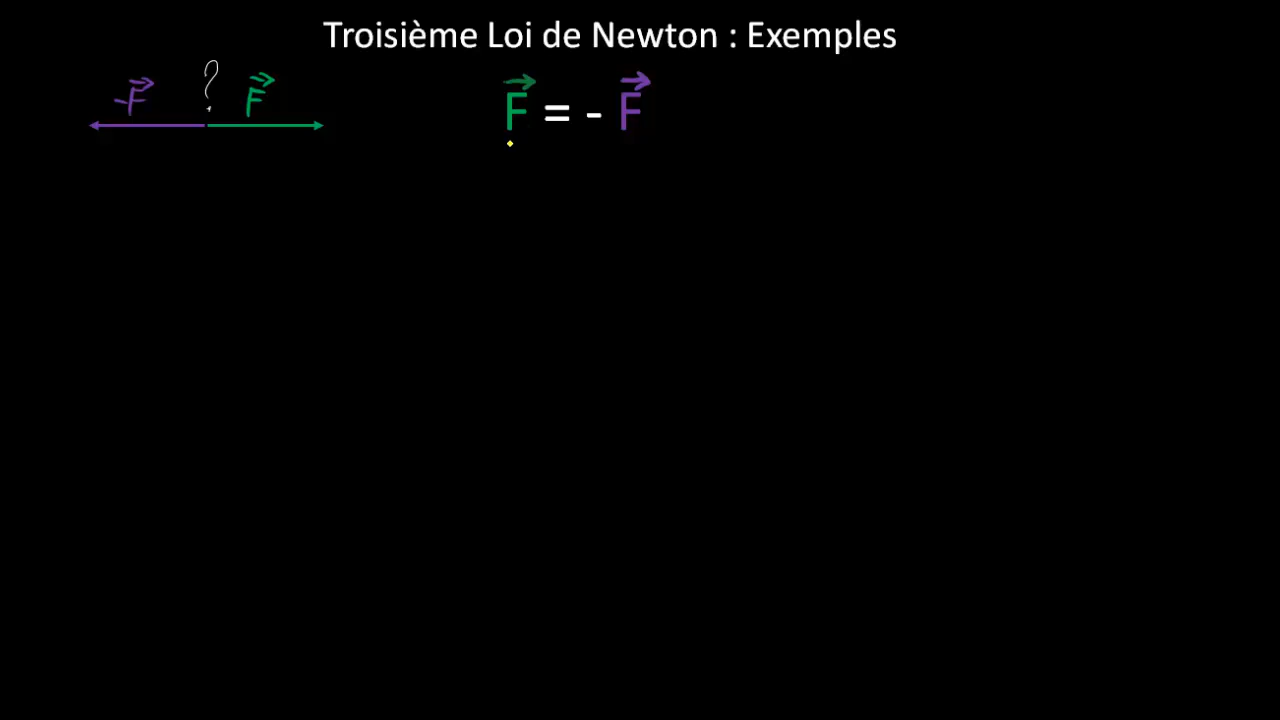 Troisième Loi de Newton : Exemples
-F⃗ ? F⃗
F⃗ = - F⃗